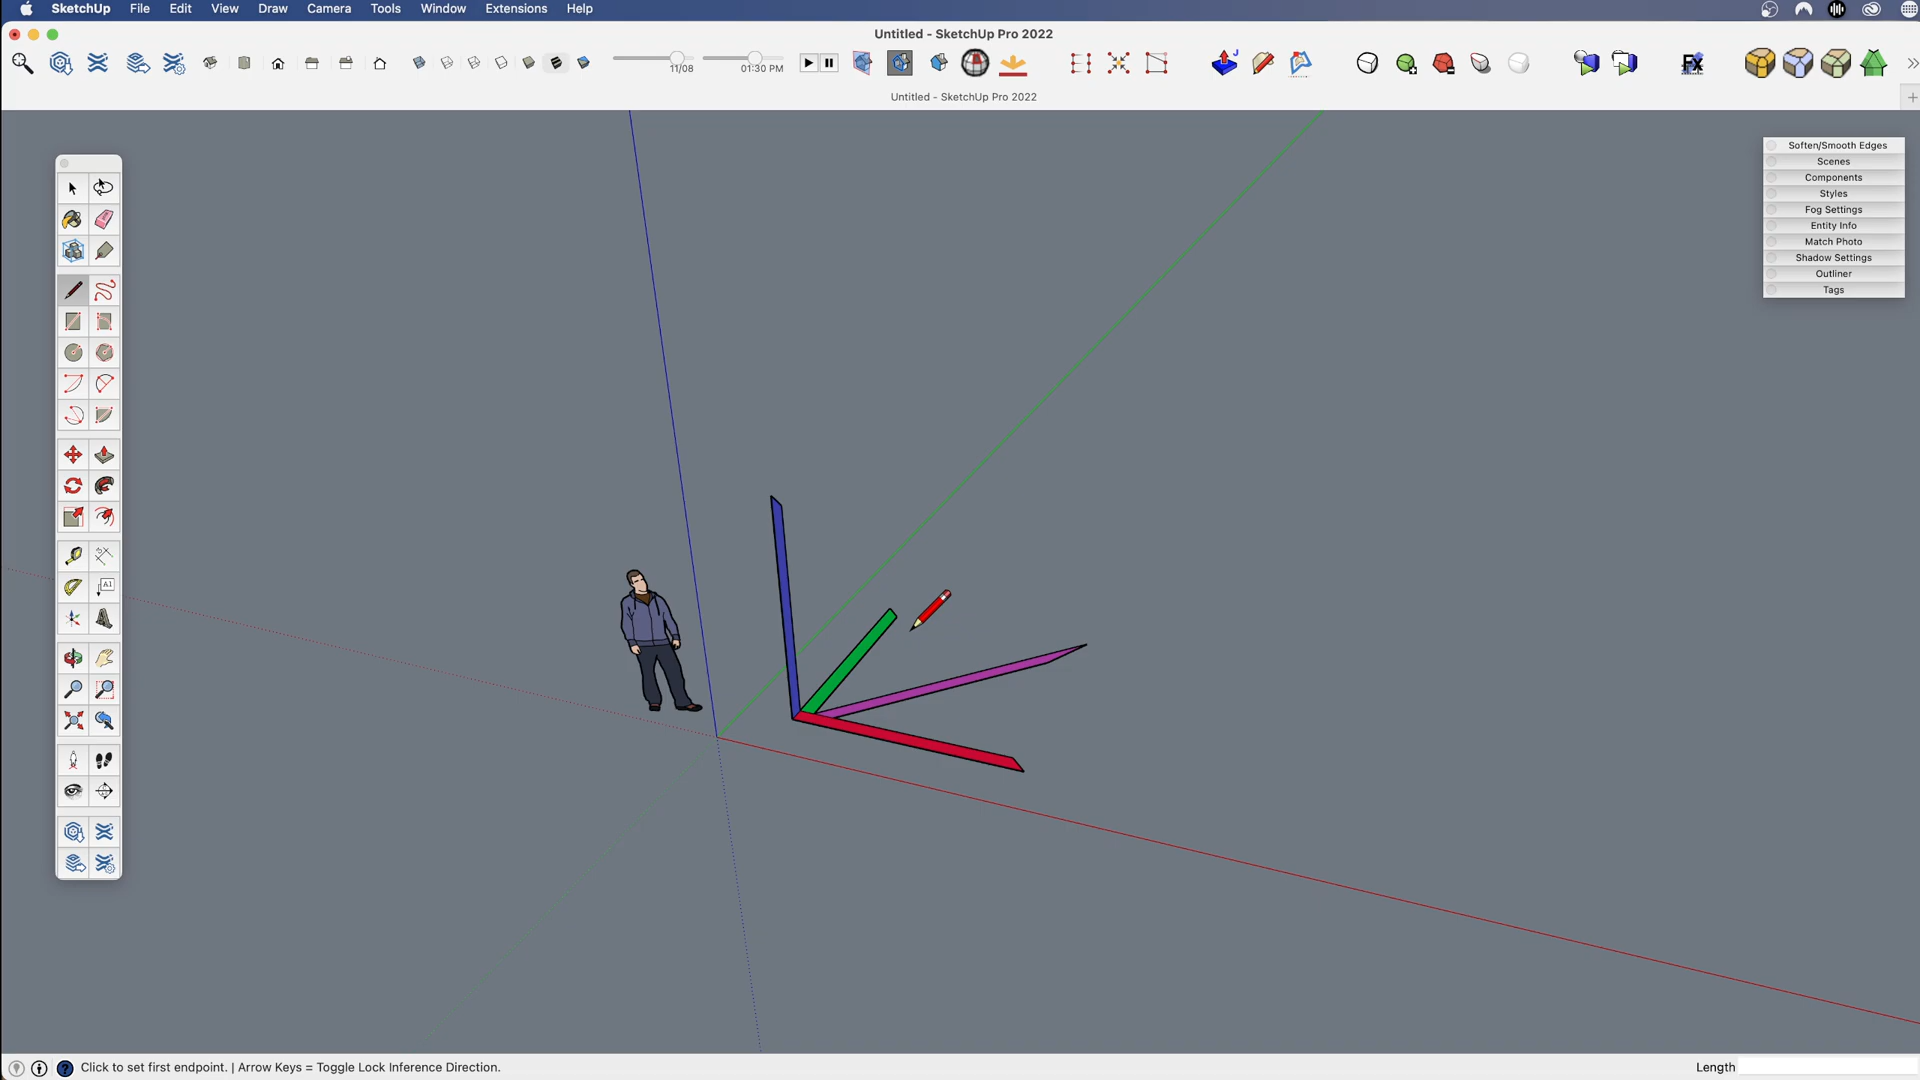 SketchUp File Edit View Draw Camera Tools Window Extensions Help
Untitled - SketchUp Pro 2022
11/08 01:30 PM
J
FX
Untitled - SketchUp Pro 2022
Soften/Smooth Edges
Scenes
Components
Styles
Fog Settings
Entity Info
Match Photo
Shadow Settings
Outliner
Tags
A1
Click to set first endpoint. | Arrow Keys = Toggle Lock Inference Direction.
Length